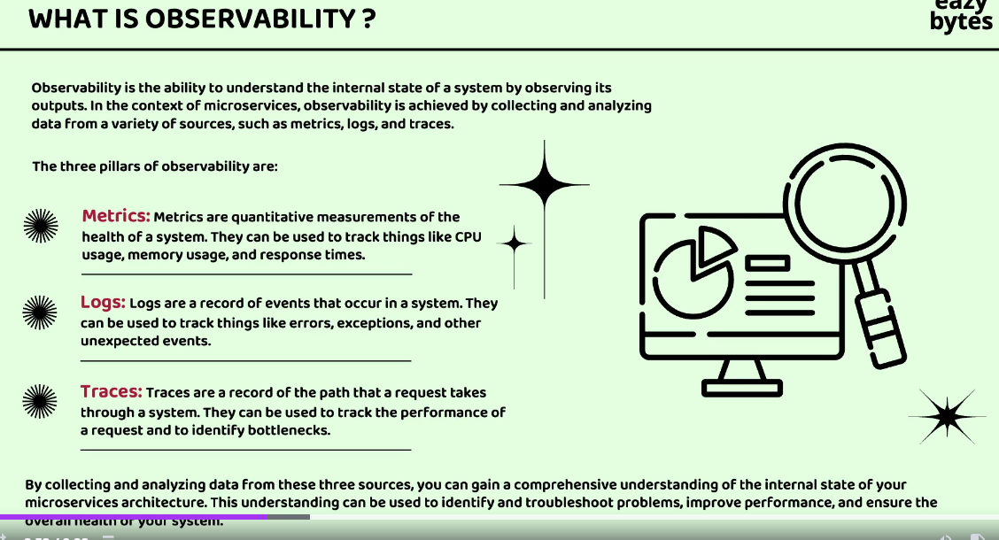 WHAT IS OBSERVABILITY ?
eazy
bytes
Observability is the ability to understand the internal state of a system by observing its
outputs. In the context of microservices, observability is achieved by collecting and analyzing
data from a variety of sources, such as metrics, logs, and traces.
The three pillars of observability are:
Metrics: Metrics are quantitative measurements of the
health of a system. They can be used to track things like CPU
usage, memory usage, and response times.
Logs: Logs are a record of events that occur in a system. They
can be used to track things like errors, exceptions, and other
unexpected events.
Traces: Traces are a record of the path that a request takes
through a system. They can be used to track the performance of
a request and to identify bottlenecks.
By collecting and analyzing data from these three sources, you can gain a comprehensive understanding of the internal state of your
microservices architecture. This understanding can be used to identify and troubleshoot problems, improve performance, and ensure the
overall health of your system.